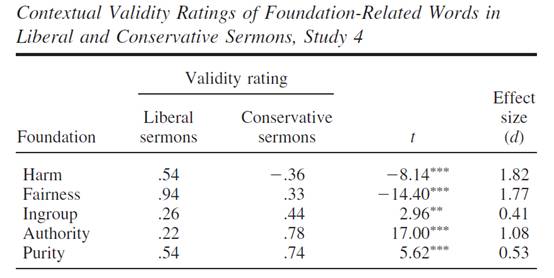 Contextual Validity Ratings of Foundation-Related Words in
Liberal and Conservative Sermons, Study 4
Validity rating
Effect
Liberal Conservative size
Foundation sermons sermons t (d)
Harm .54 −.36 −8.14*** 1.82
Fairness .94 .33 −14.40*** 1.77
Ingroup .26 .44 2.96** 0.41
Authority .22 .78 17.00*** 1.08
Purity .54 .74 5.62*** 0.53